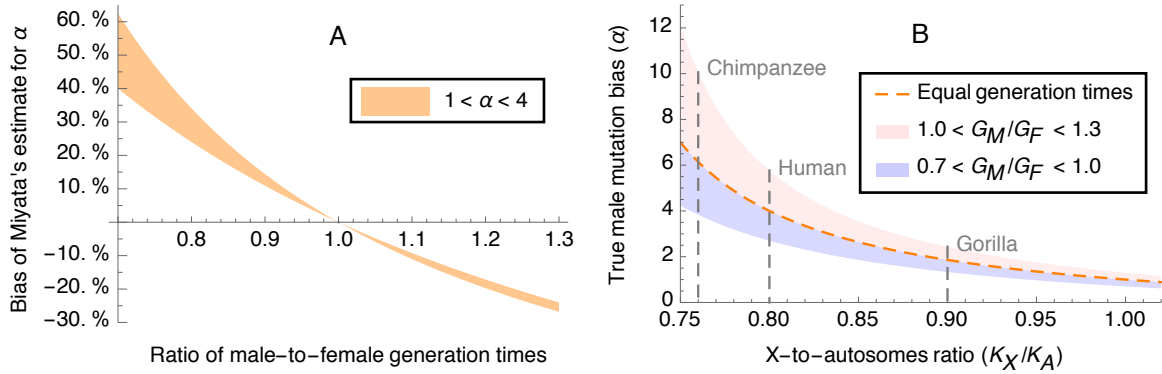 A
Bias of Miyata's estimate for α
60. %
50. %
40. %
30. %
20. %
10. %
−10. %
−20. %
−30. %
1 < α < 4
0.8 0.9 1.0 1.1 1.2 1.3
Ratio of male−to−female generation times
B
True male mutation bias (α)
12
10
8
6
4
2
0
Chimpanzee
Human
Gorilla
Equal generation times
1.0 < G_M/G_F < 1.3
0.7 < G_M/G_F < 1.0
0.75 0.80 0.85 0.90 0.95 1.00
X−to−autosomes ratio (K_X/K_A)